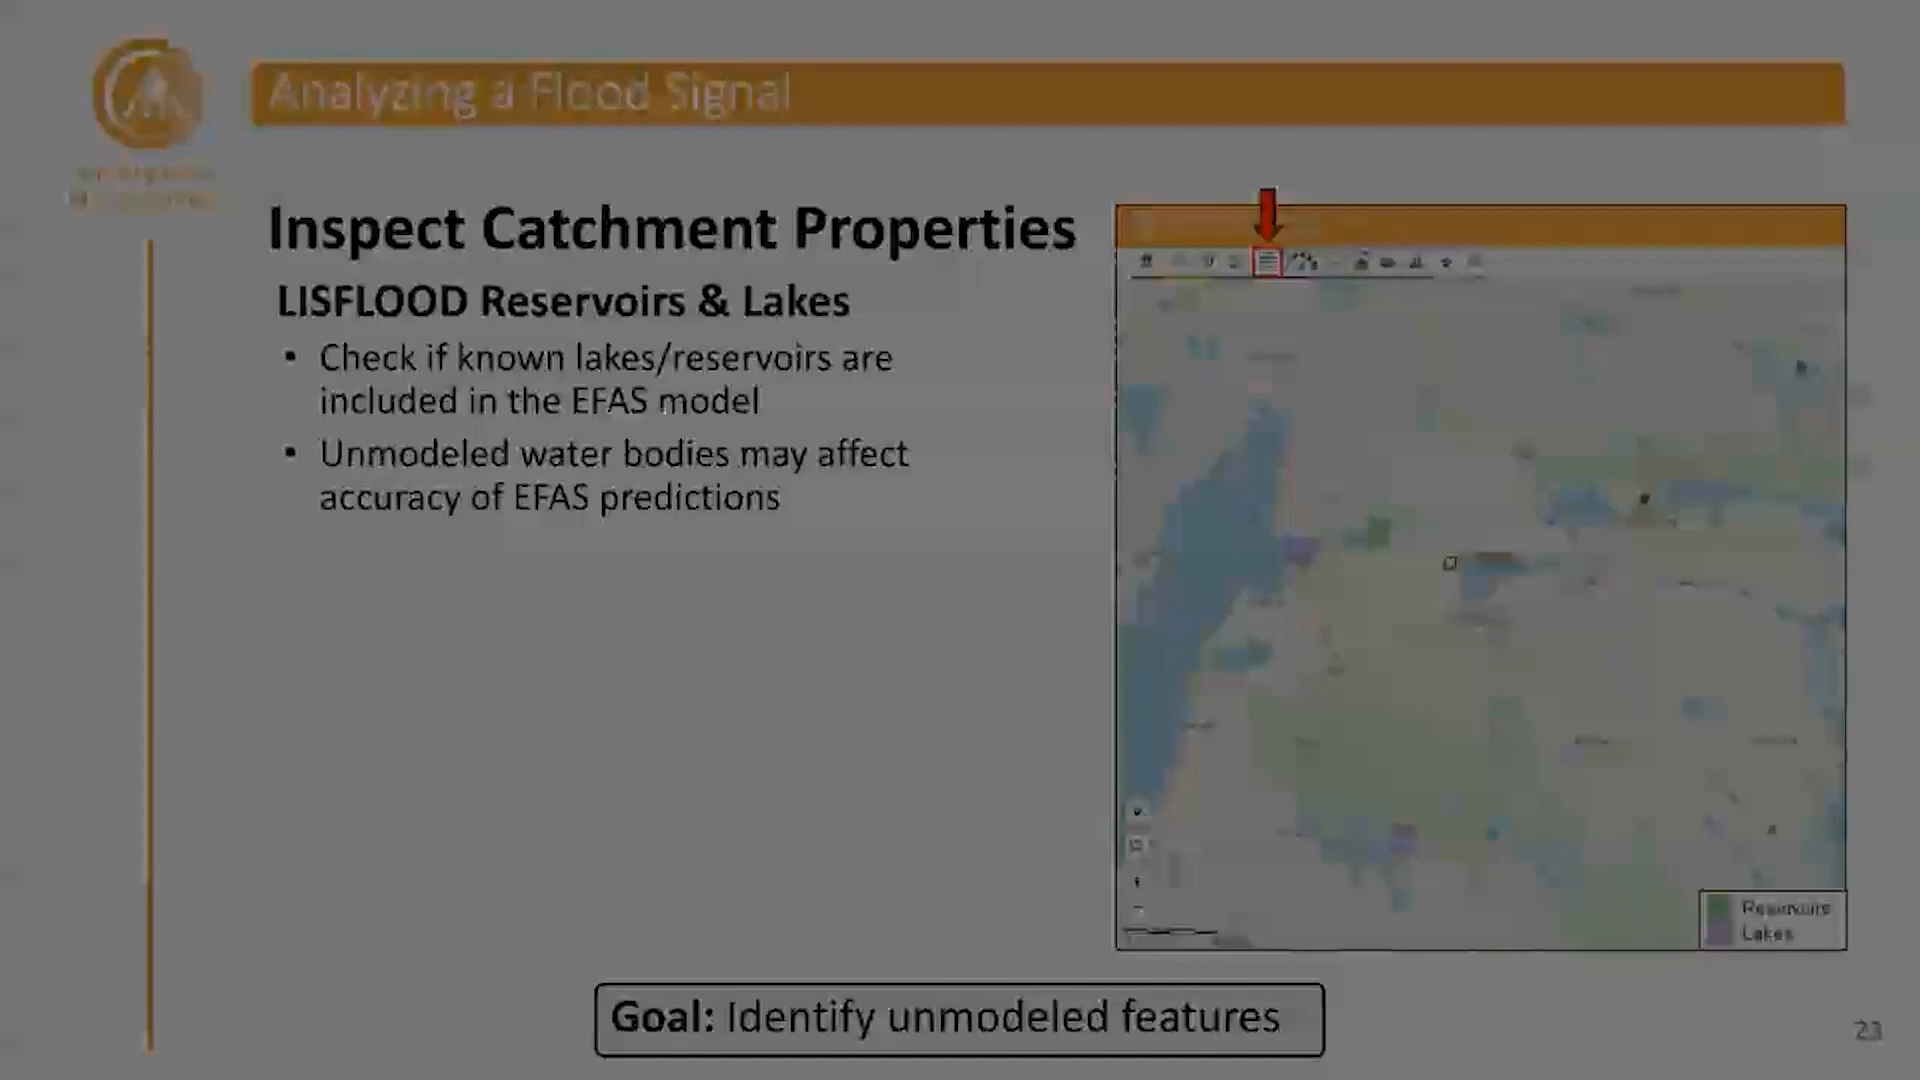 Analyzing a Flood Signal
Inspect Catchment Properties
LISFLOOD Reservoirs & Lakes
• Check if known lakes/reservoirs are
included in the EFAS model
• Unmodeled water bodies may affect
accuracy of EFAS predictions
Reservoirs
Lakes
Goal: Identify unmodeled features
23